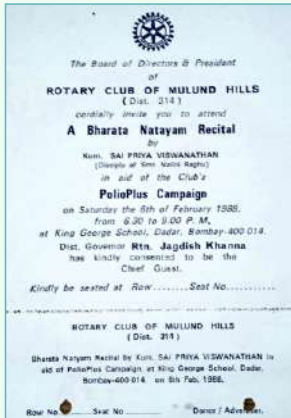 The Board of Directors & President
of
ROTARY CLUB OF MULUND HILLS
(Dist. 314)
cordially invite you to attend
A Bharata Natayam Recital
by
Kum. SAI PRIYA VISWANATHAN
(Disciple of Smt. Nalini Raghu)
in aid of the Club's
PolioPlus Campaign
on Saturday the 6th of February 1988,
from 6.30 to 9.00 P.M,
at King George School, Dadar, Bombay-400 014.
Dist. Governor Rtn. Jagdish Khanna
has kindly consented to be the
Chief Guest.
Kindly be seated at Row........Seat No...........
ROTARY CLUB OF MULUND HILLS
(Dist. 314)
Bharata Natyam Recital by Kum. SAI PRIYA VISWANATHAN in
aid of PolioPlus Campaign, at King George School, Dadar,
Bombay-400 014. on 6th Feb, 1988.
Row No Seat No Donor / Advertiser.